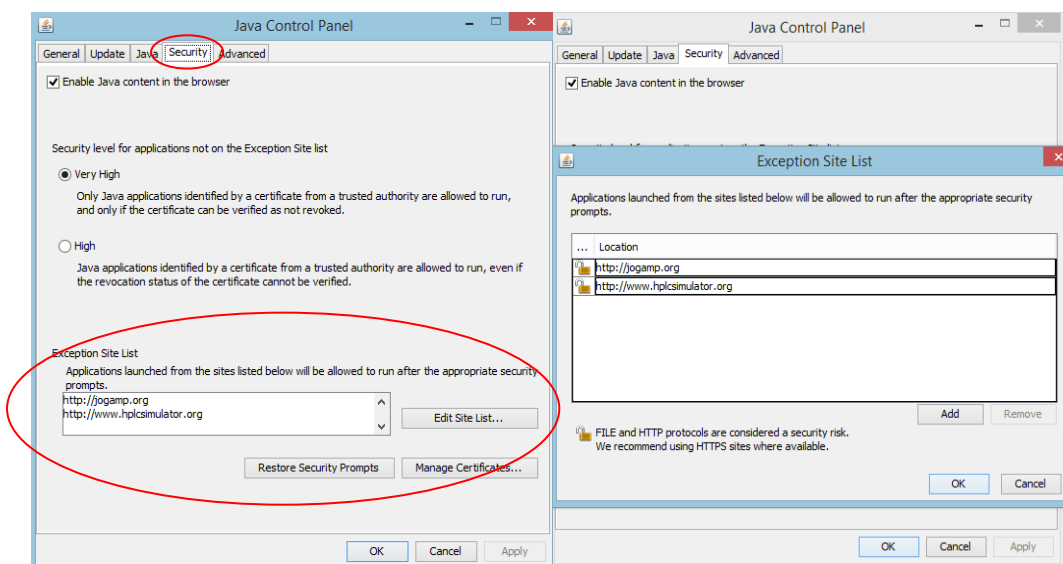 Java Control Panel
General Update Java Security Advanced
Enable Java content in the browser
Security level for applications not on the Exception Site list
Very High
Only Java applications identified by a certificate from a trusted authority are allowed to run,
and only if the certificate can be verified as not revoked.
High
Java applications identified by a certificate from a trusted authority are allowed to run, even if
the revocation status of the certificate cannot be verified.
Exception Site List
Applications launched from the sites listed below will be allowed to run after the appropriate security
prompts.
http://jogamp.org
http://www.hplcsimulator.org
Edit Site List...
Restore Security Prompts Manage Certificates...
OK Cancel Apply
Java Control Panel
General Update Java Security Advanced
Enable Java content in the browser
Exception Site List
Applications launched from the sites listed below will be allowed to run after the appropriate security
prompts.
... Location
http://jogamp.org
http://www.hplcsimulator.org
Add Remove
FILE and HTTP protocols are considered a security risk.
We recommend using HTTPS sites where available.
OK Cancel
OK Cancel Apply